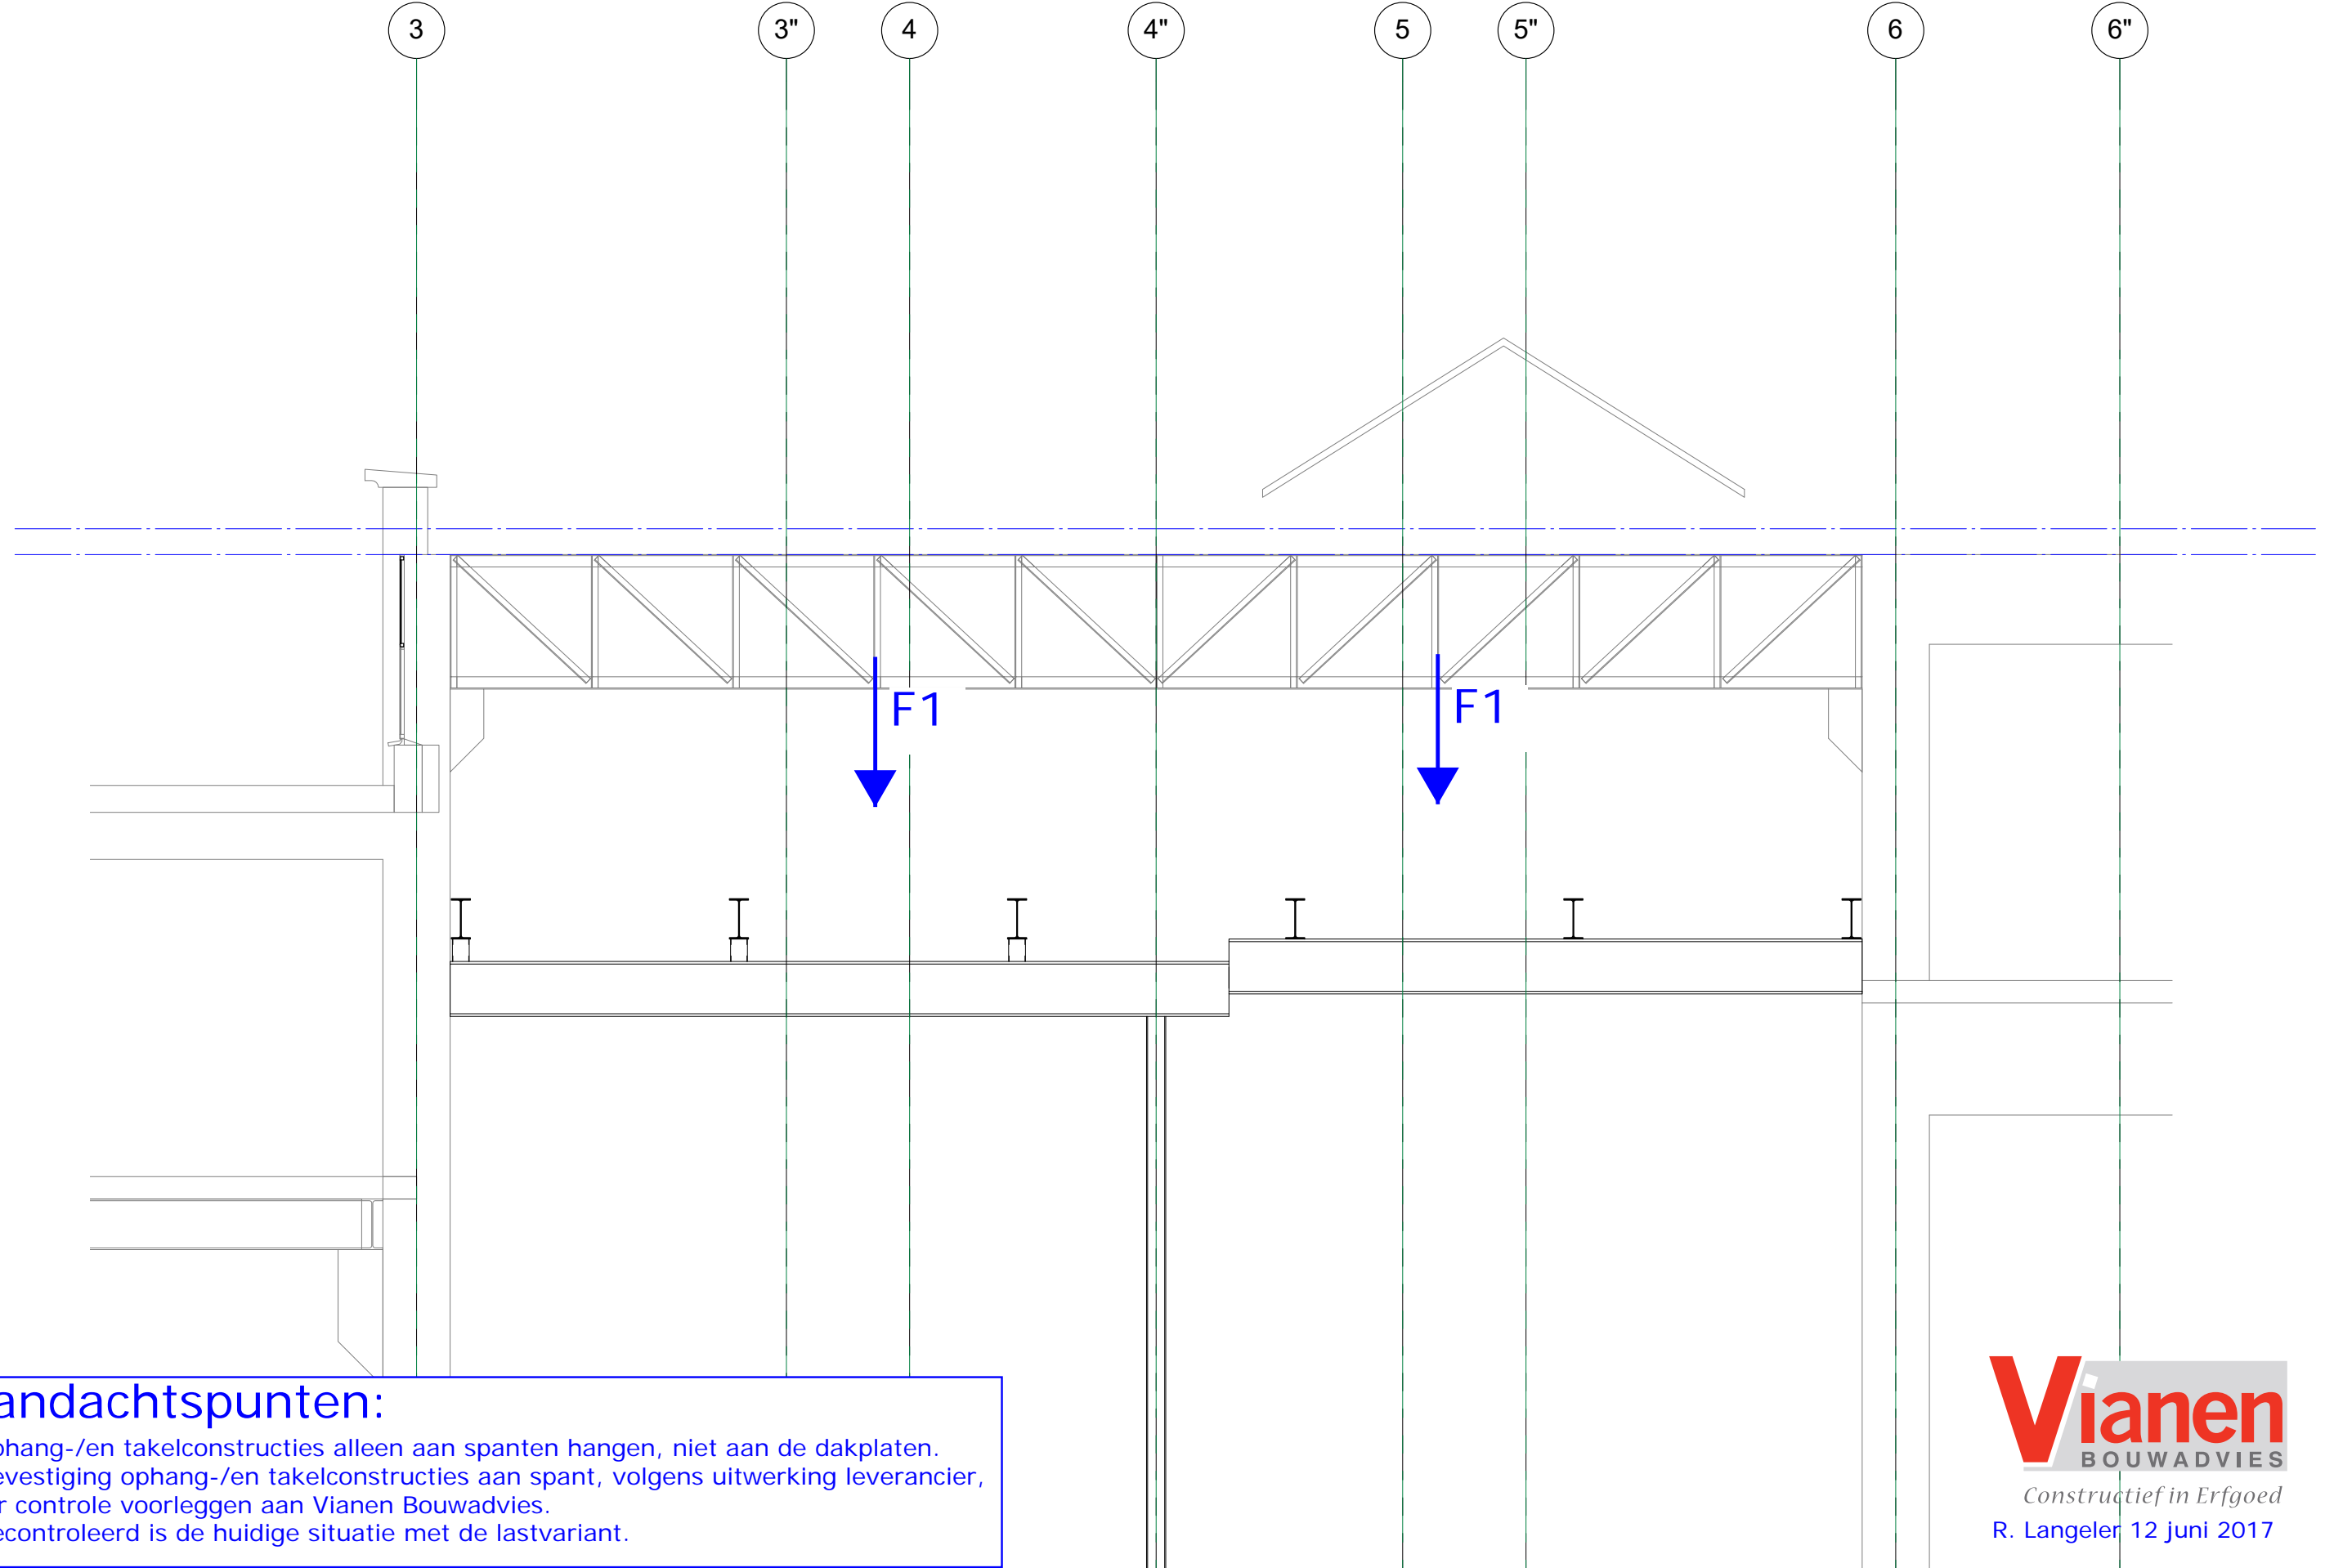 3 3" 4 4" 5 5" 6 6"
F1 F1
andachtspunten:
phang-/en takelconstructies alleen aan spanten hangen, niet aan de dakplaten.
evestiging ophang-/en takelconstructies aan spant, volgens uitwerking leverancier,
r controle voorleggen aan Vianen Bouwadvies.
econtroleerd is de huidige situatie met de lastvariant.
Vianen
BOUWADVIES
Constructief in Erfgoed
R. Langeler 12 juni 2017